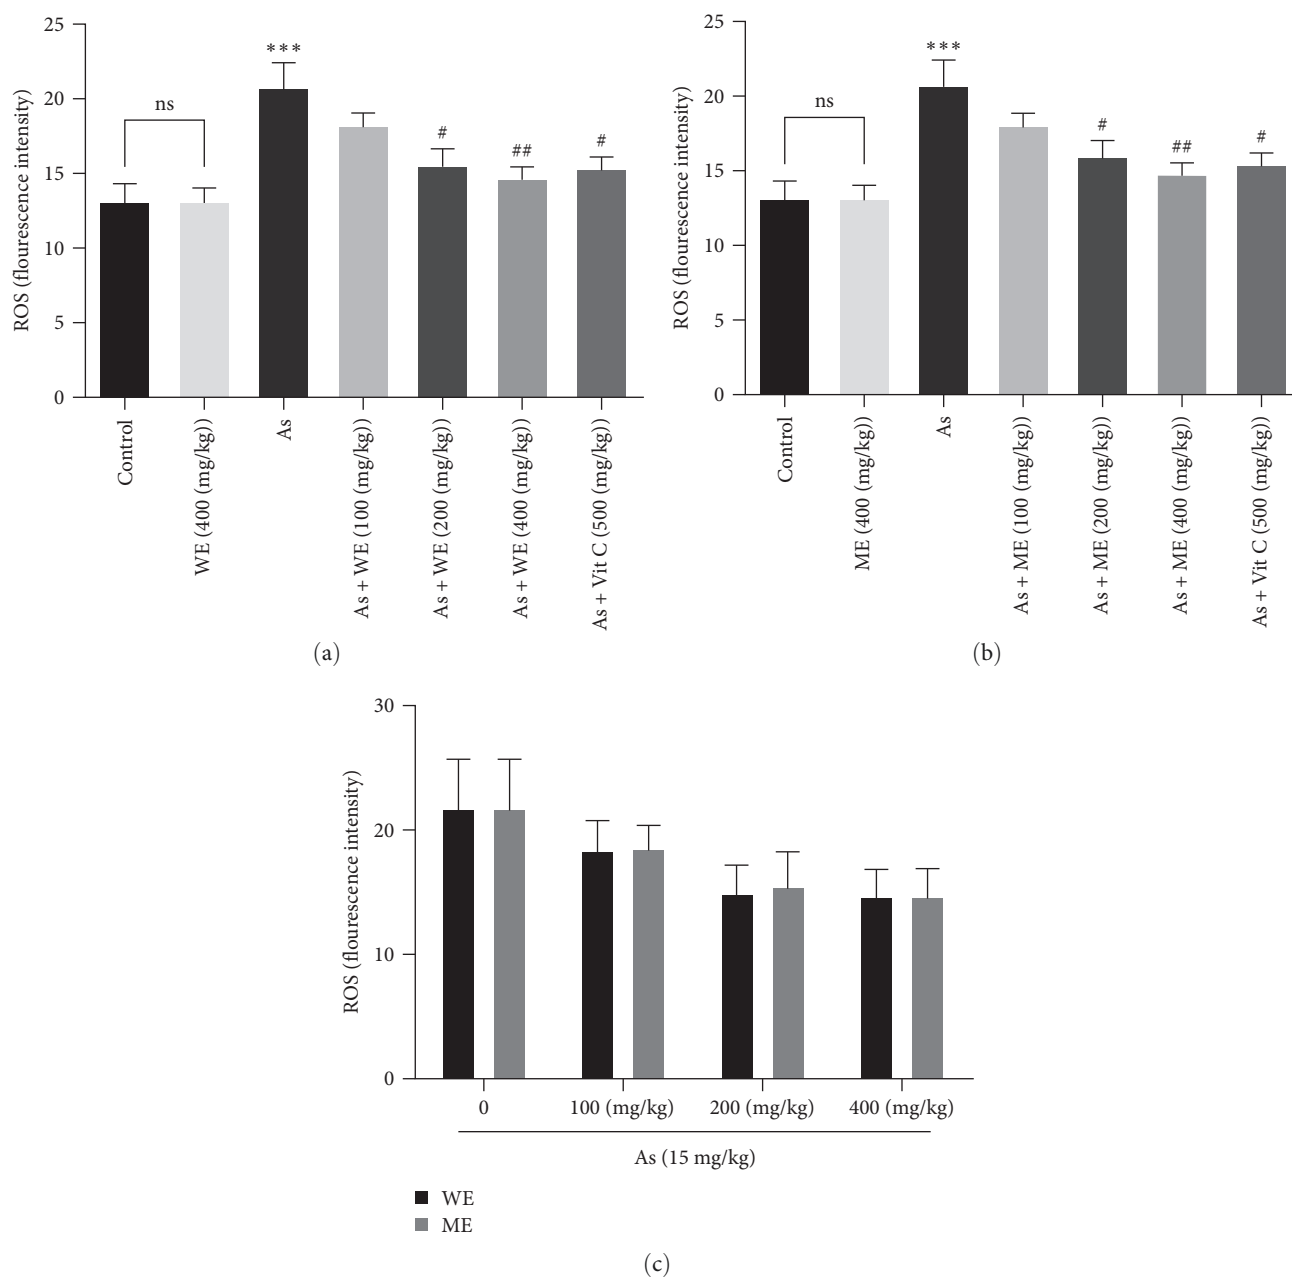 25
20
15
10
5
0
ROS (flourescence intensity)
ns
***
#
##
#
Control
WE (400 (mg/kg))
As
As + WE (100 (mg/kg))
As + WE (200 (mg/kg))
As + WE (400 (mg/kg))
As + Vit C (500 (mg/kg))
(a)
25
20
15
10
5
0
ROS (flourescence intensity)
ns
***
#
##
#
Control
ME (400 (mg/kg))
As
As + ME (100 (mg/kg))
As + ME (200 (mg/kg))
As + ME (400 (mg/kg))
As + Vit C (500 (mg/kg))
(b)
30
20
10
0
ROS (flourescence intensity)
0 100 (mg/kg) 200 (mg/kg) 400 (mg/kg)
As (15 mg/kg)
WE
ME
(c)